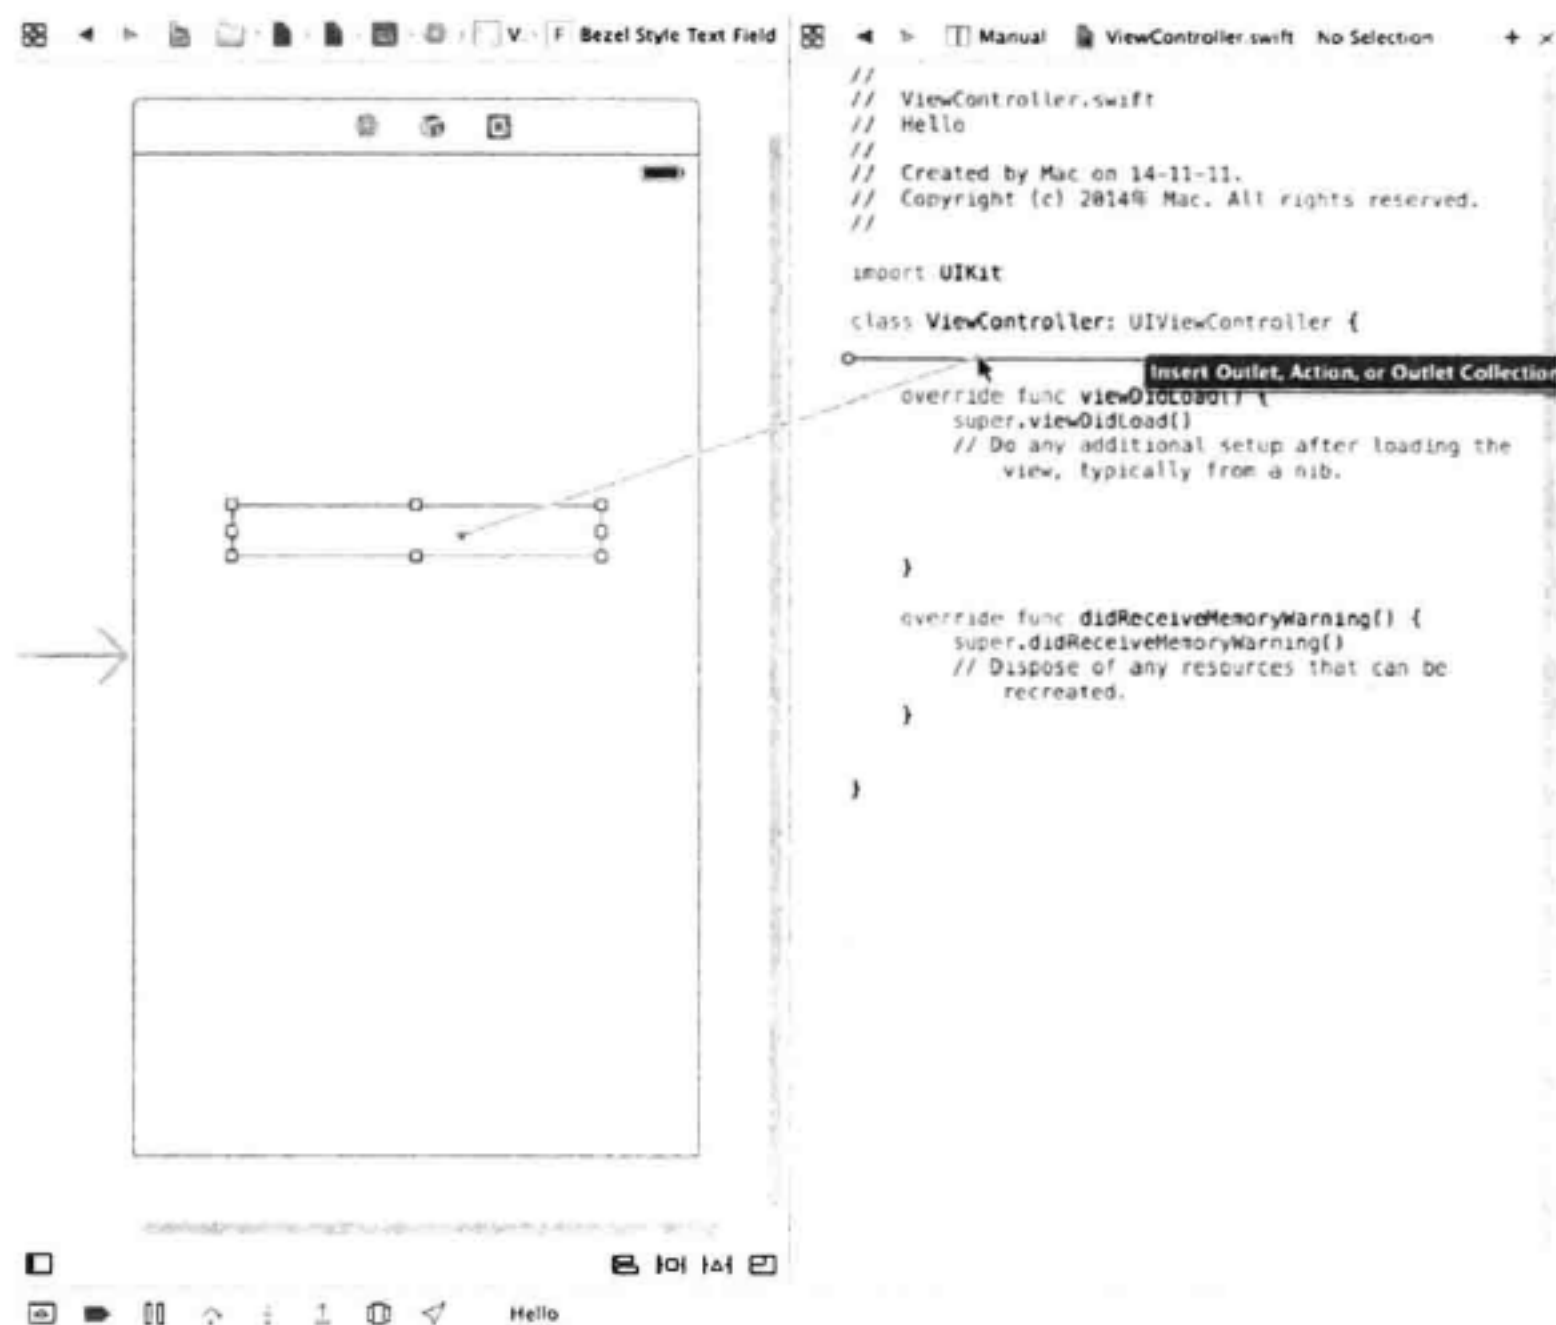 V. F Bezel Style Text Field
Manual ViewController.swift No Selection + ×
//
// ViewController.swift
// Hello
//
// Created by Mac on 14-11-11.
// Copyright (c) 2014年 Mac. All rights reserved.
//
import UIKit
class ViewController: UIViewController {
Insert Outlet, Action, or Outlet Collection
override func viewDidLoad() {
super.viewDidLoad()
// Do any additional setup after loading the
view, typically from a nib.
}
override func didReceiveMemoryWarning() {
super.didReceiveMemoryWarning()
// Dispose of any resources that can be
recreated.
}
}
Hello